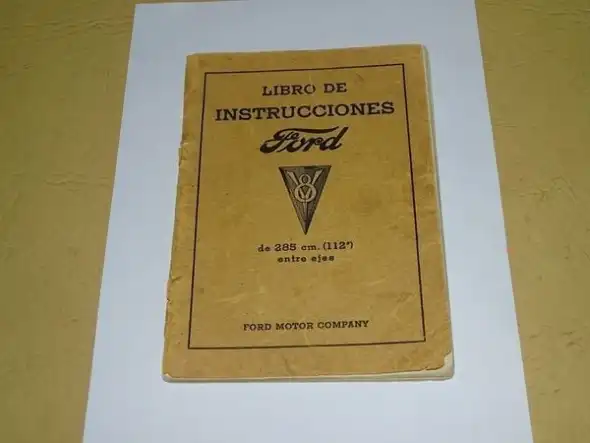 LIBRO DE
INSTRUCCIONES
Ford
V8
de 285 cm. (112")
entre ejes
FORD MOTOR COMPANY